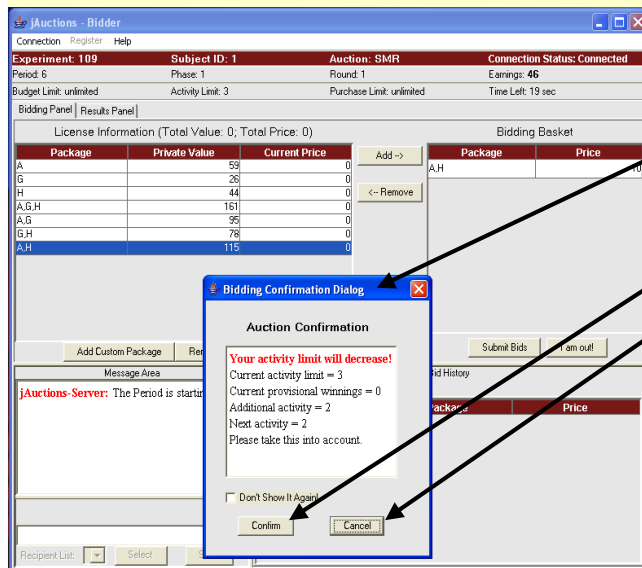 jAuctions - Bidder
Connection Register Help
Experiment: 109 Subject ID: 1 Auction: SMR Connection Status: Connected
Period: 6 Phase: 1 Round: 1 Earnings: 46
Budget Limit: unlimited Activity Limit: 3 Purchase Limit: unlimited Time Left: 19 sec
Bidding Panel Results Panel
License Information (Total Value: 0; Total Price: 0)
Package Private Value Current Price
A 59 0
G 26 0
H 44 0
A,G,H 161 0
A,G 95 0
G,H 78 0
A,H 115 0
Add -->
<-- Remove
Bidding Basket
Package Price
A,H 10
Add Custom Package
Submit Bids I am out!
Message Area
jAuctions-Server: The Period is starting
Bid History
Package Price
Bidding Confirmation Dialog
Auction Confirmation
Your activity limit will decrease!
Current activity limit = 3
Current provisional winnings = 0
Additional activity = 2
Next activity = 2
Please take this into account.
Don't Show It Again!
Confirm Cancel
Recipient List: Select